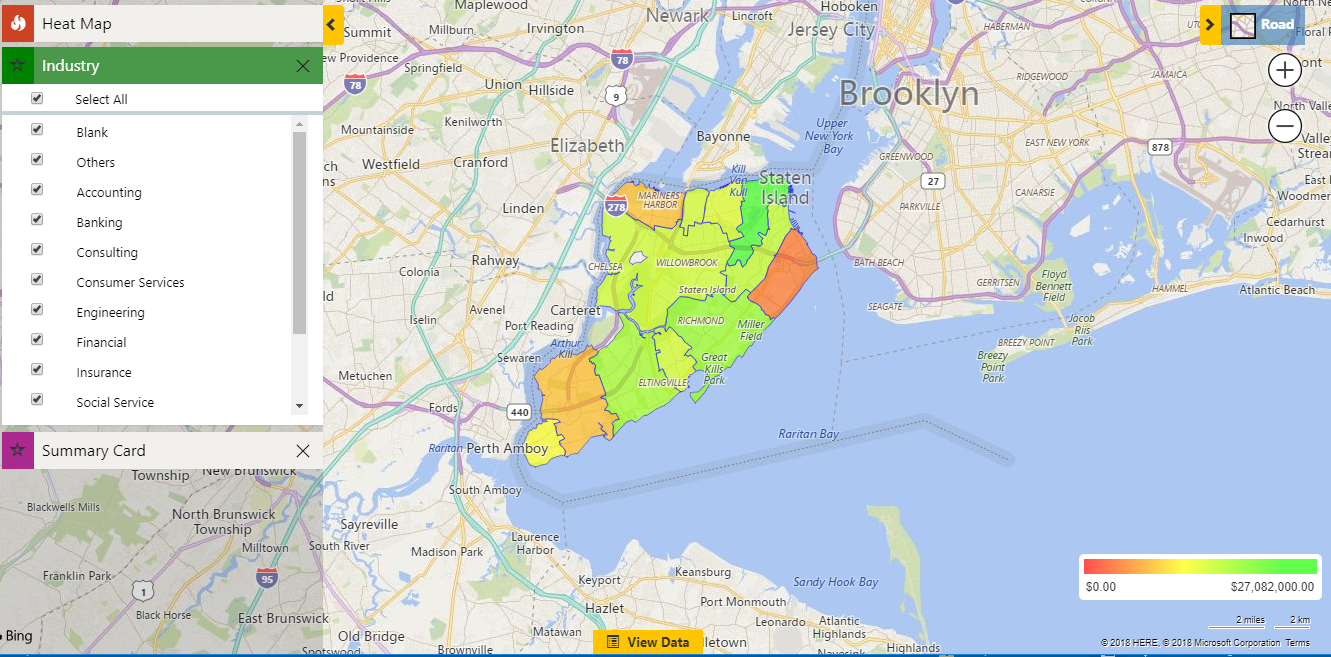 Heat Map
Industry
Select All
Blank
Others
Accounting
Banking
Consulting
Consumer Services
Engineering
Financial
Insurance
Social Service
Summary Card
Road
Maplewood
Newark
Lincroft
Hoboken
Summit
Millburn
Irvington
Jersey City
HABERMAN
New Providence
Springfield
78
78
Union
Hillside
9
RIDGEWOOD
JAMAICA
Brooklyn
Mountainside
Kenilworth
Bayonne
Upper
New York
Bay
North Valley
EAST NEW YORK
878
Valley
Stream
Westfield
Cranford
Elizabeth
GREENWOOD
Kill
Van
Kull
Staten
Island
27
CANARSIE
Woodmere
Linden
278
MARINERS
HARBOR
PARKVILLE
Cedarhurst
Inwood
Rahway
CHELSEA
WILLOWBROOK
BATH BEACH
Colonia
Staten Island
Floyd
Bennett
Field
GERRITSEN
HAMMEL
Atlantic Beach
Avenel
Carteret
SEAGATE
Iselin
Port Reading
RICHMOND
Miller
Field
Jacob
Riis
Park
BREEZY POINT
Breezy
Point
Park
Sewaren
Arthur
Kill
Great
Kills
Park
Metuchen
ELTINGVILLE
Fords
440
Raritan Bay
Raritan
Perth Amboy
Township
New Brunswick
South Amboy
Blackwells Mills
North Brunswick
Township
Sayreville
Milltown
South River
Madison Park
Laurence
Harbor
Franklin Park
95
1
Keyport
Keansburg
Sandy Hook Bay
Black Horse
East Brunswick
Hazlet
Port Monmouth
Leonardo
Atlantic
Highlands
Bing
Old Bridge
Matawan
View Data
lletown
Spotswood
Brownville
Highlands
$0.00
$27,082,000.00
2 miles
2 km
© 2018 HERE, © 2018 Microsoft Corporation
Terms